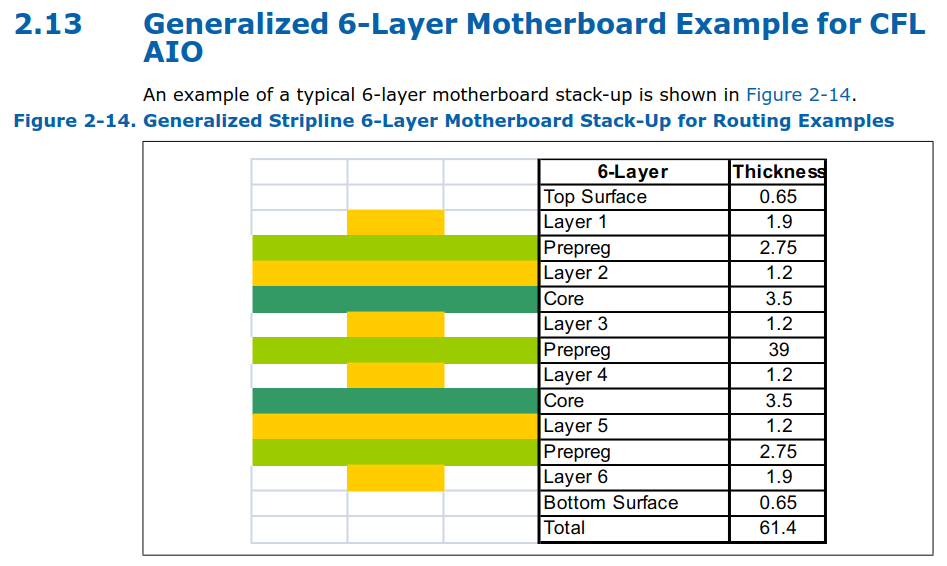 2.13 Generalized 6-Layer Motherboard Example for CFL
AIO
An example of a typical 6-layer motherboard stack-up is shown in Figure 2-14.
Figure 2-14. Generalized Stripline 6-Layer Motherboard Stack-Up for Routing Examples
6-Layer Thickness
Top Surface 0.65
Layer 1 1.9
Prepreg 2.75
Layer 2 1.2
Core 3.5
Layer 3 1.2
Prepreg 39
Layer 4 1.2
Core 3.5
Layer 5 1.2
Prepreg 2.75
Layer 6 1.9
Bottom Surface 0.65
Total 61.4